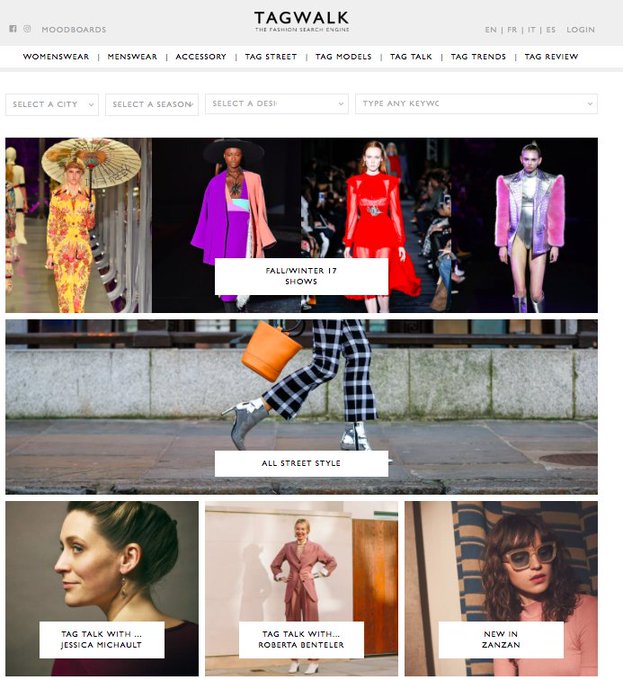 TAGWALK
THE FASHION SEARCH ENGINE
MOODBOARDS
EN | FR | IT | ES LOGIN
WOMENSWEAR | MENSWEAR | ACCESSORY | TAG STREET | TAG MODELS | TAG TALK | TAG TRENDS | TAG REVIEW
SELECT A CITY SELECT A SEASON SELECT A DESI TYPE ANY KEYWC
FALL/WINTER 17
SHOWS
ALL STREET STYLE
TAG TALK WITH ...
JESSICA MICHAULT
TAG TALK WITH...
ROBERTA BENTELER
NEW IN
ZANZAN